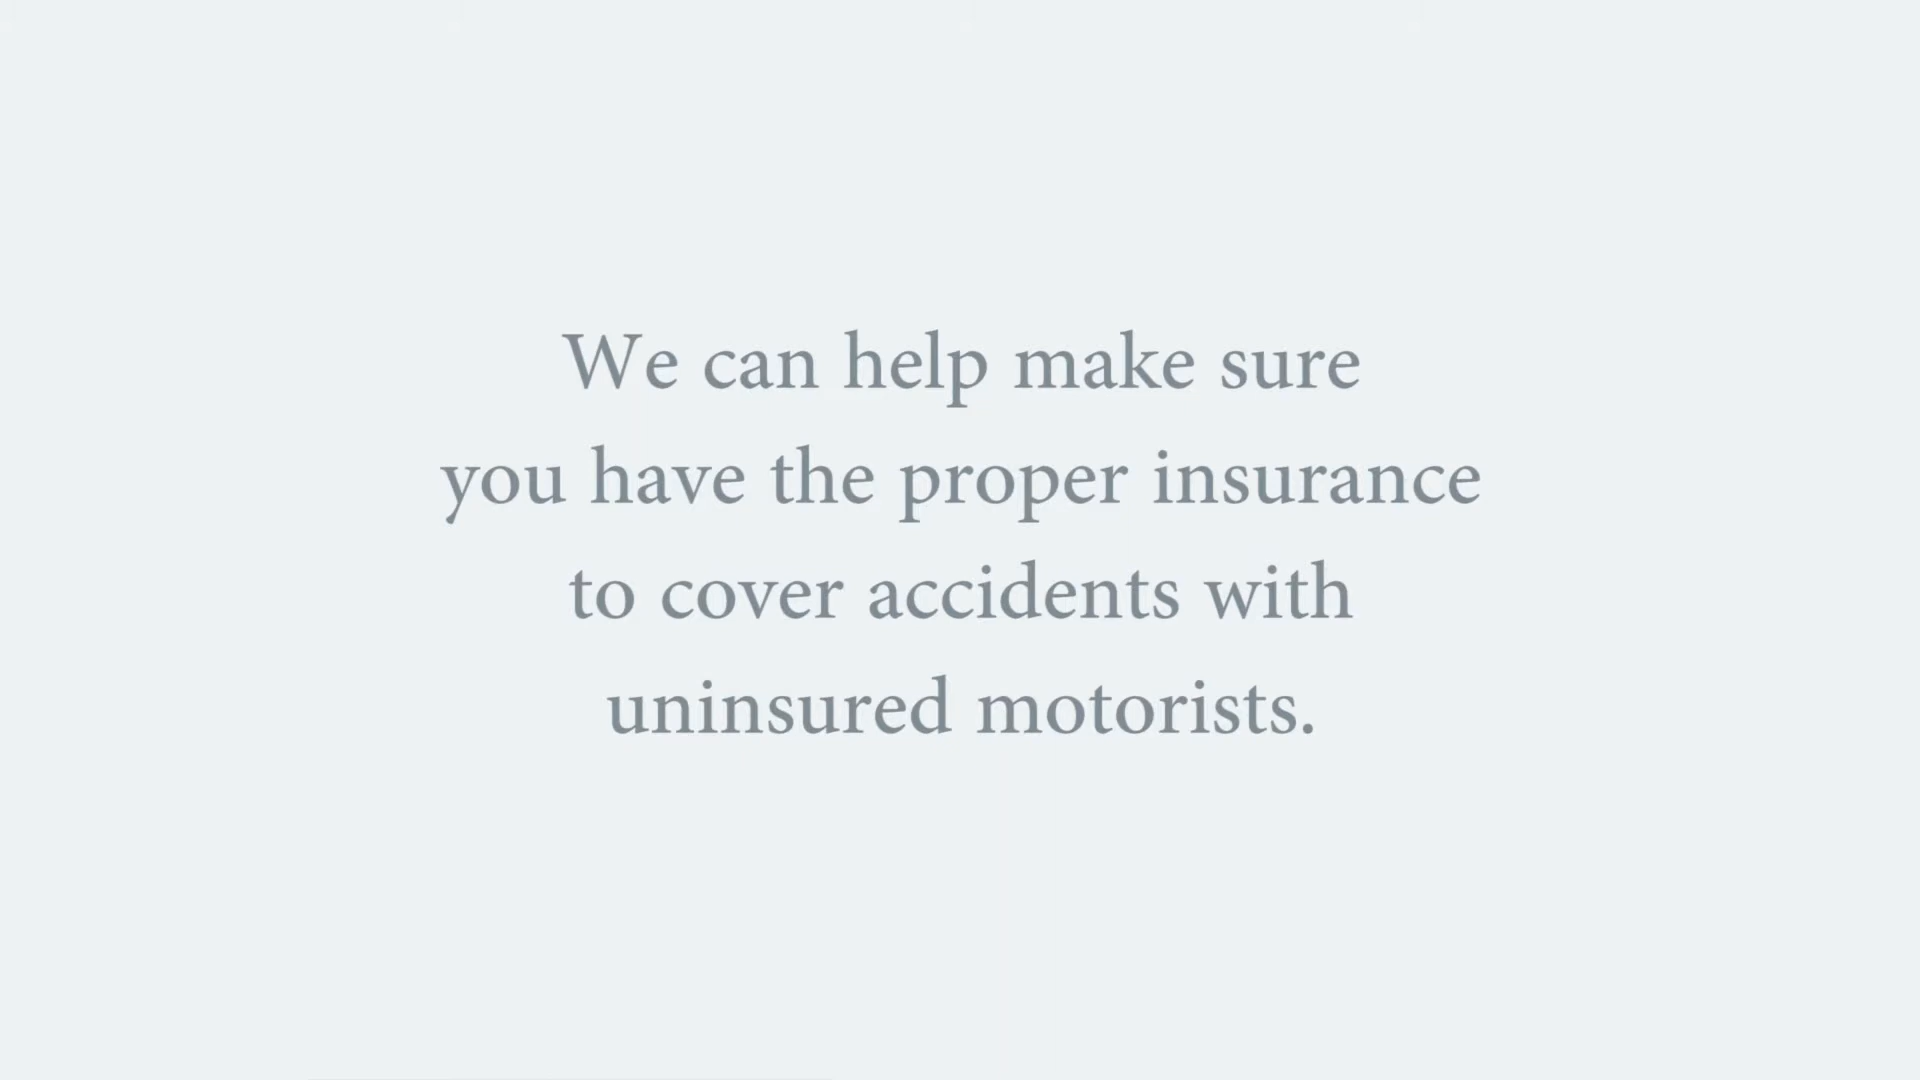 We can help make sure
you have the proper insurance
to cover accidents with
uninsured motorists.